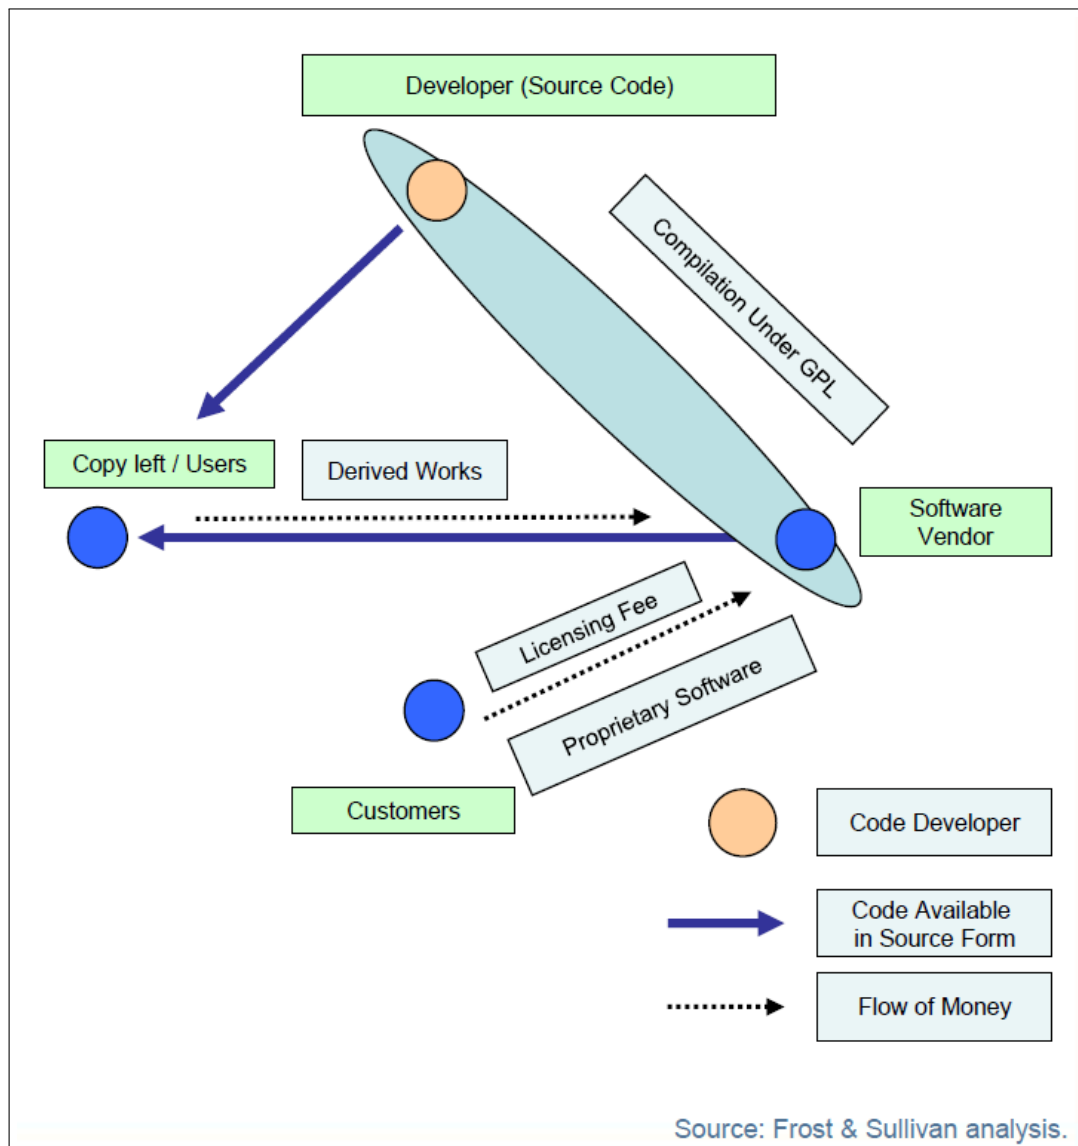 Developer (Source Code)
Compilation Under GPL
Copy left / Users
Derived Works
Software
Vendor
Licensing Fee
Proprietary Software
Customers
Code Developer
Code Available
in Source Form
Flow of Money
Source: Frost & Sullivan analysis.